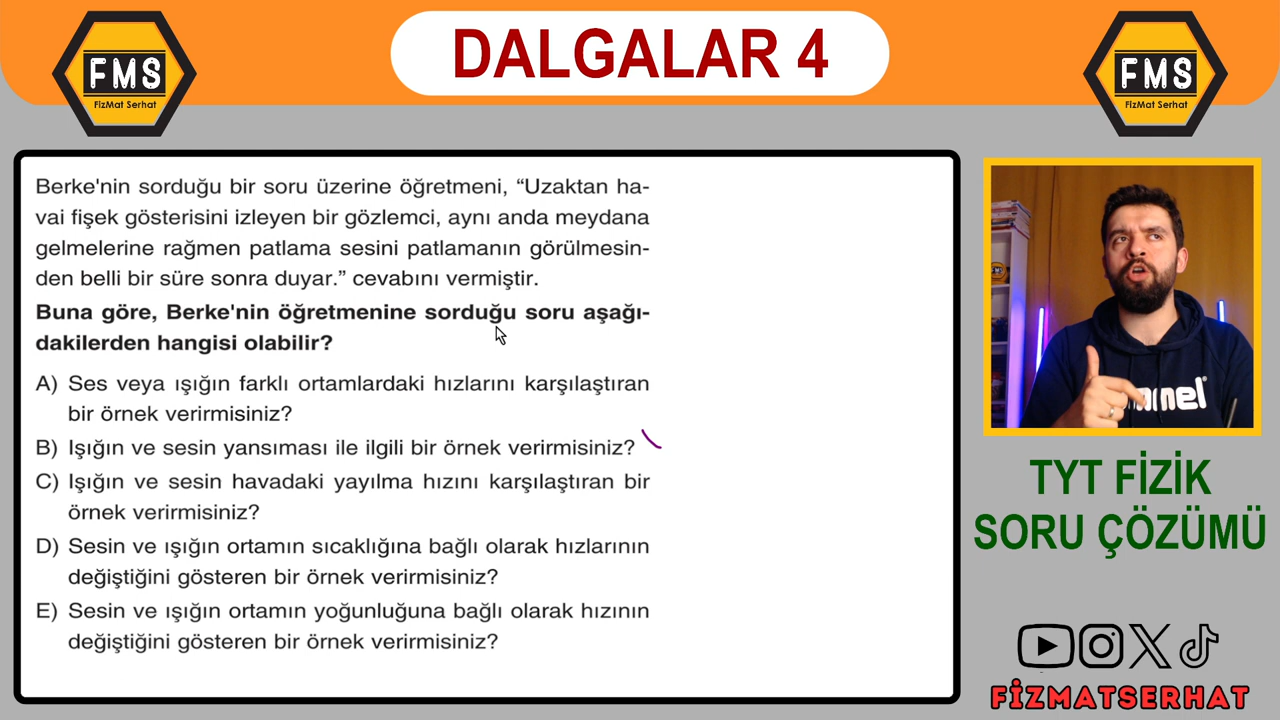 DALGALAR 4
FMS
FizMat Serhat
FMS
FizMat Serhat
Berke'nin sorduğu bir soru üzerine öğretmeni, “Uzaktan ha-
vai fişek gösterisini izleyen bir gözlemci, aynı anda meydana
gelmelerine rağmen patlama sesini patlamanın görülmesin-
den belli bir süre sonra duyar.” cevabını vermiştir.
Buna göre, Berke'nin öğretmenine sorduğu soru aşağı-
dakilerden hangisi olabilir?
A) Ses veya ışığın farklı ortamlardaki hızlarını karşılaştıran
bir örnek verirmisiniz?
B) Işığın ve sesin yansıması ile ilgili bir örnek verirmisiniz?
C) Işığın ve sesin havadaki yayılma hızını karşılaştıran bir
örnek verirmisiniz?
D) Sesin ve ışığın ortamın sıcaklığına bağlı olarak hızlarının
değiştiğini gösteren bir örnek verirmisiniz?
E) Sesin ve ışığın ortamın yoğunluğuna bağlı olarak hızının
değiştiğini gösteren bir örnek verirmisiniz?
TYT FİZİK
SORU ÇÖZÜMÜ
FİZMATSERHAT